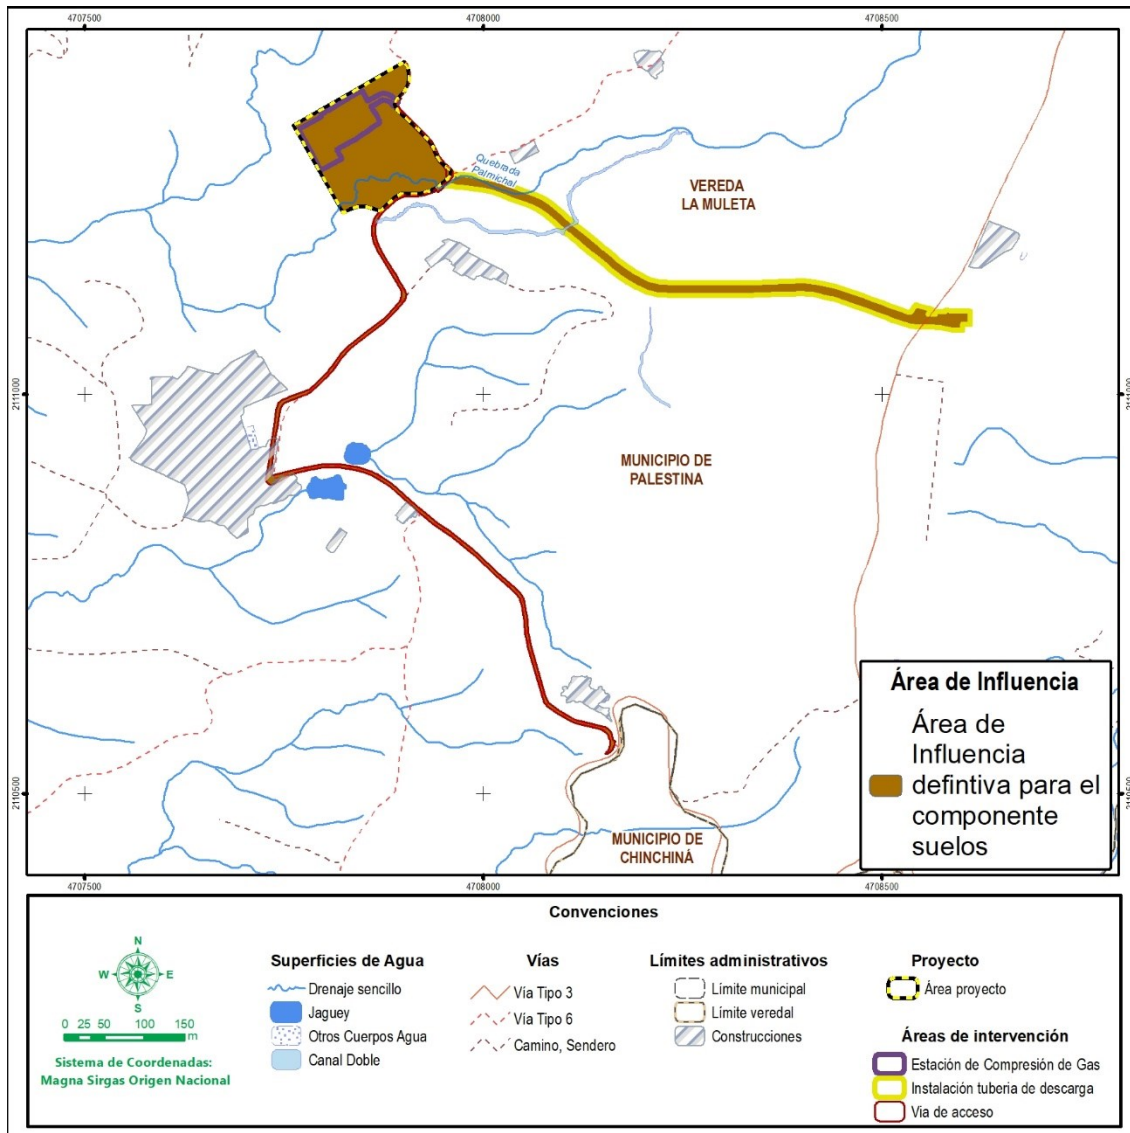 4707500
4708000
4708500
Quebrada
Palmichal
VEREDA
LA MULETA
2111000
2111000
MUNICIPIO DE
PALESTINA
Área de Influencia
Área de
Influencia
defintiva para el
componente
suelos
2110500
2110500
MUNICIPIO DE
CHINCHINÁ
4707500
4708000
4708500
Convenciones
N
W
E
S
0 25 50 100 150
m
Sistema de Coordenadas:
Magna Sirgas Origen Nacional
Superficies de Agua
Drenaje sencillo
Jaguey
Otros Cuerpos Agua
Canal Doble
Vías
Vía Tipo 3
Vía Tipo 6
Camino, Sendero
Límites administrativos
Límite municipal
Límite veredal
Construcciones
Proyecto
Área proyecto
Áreas de intervención
Estación de Compresión de Gas
Instalación tuberia de descarga
Via de acceso